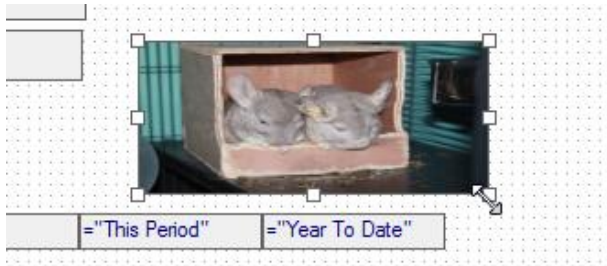 ="This Period" ="Year To Date"